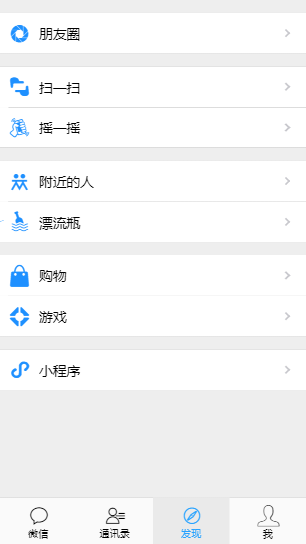 朋友圈
扫一扫
摇一摇
附近的人
漂流瓶
购物
游戏
小程序
微信 通讯录 发现 我